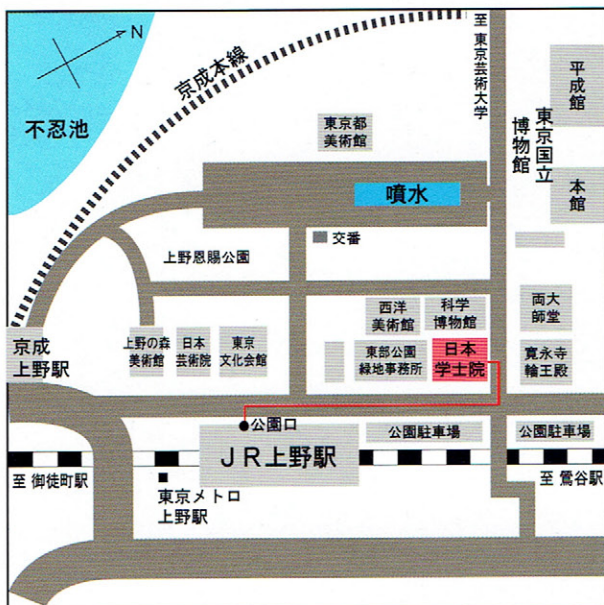 N
不忍池
京成本線
至 東京芸術大学
東京都
美術館
噴水
平成
館
東京国立
博物館
本
館
交番
上野恩賜公園
西洋
美術館
科学
博物館
両大
師堂
京成
上野駅
上野の森
美術館
日本
芸術院
東京
文化会館
東部公園
緑地事務所
日本
学士院
寛永寺
輪王殿
公園口
公園駐車場
公園駐車場
JR上野駅
至 御徒町駅
東京メトロ
上野駅
至 鶯谷駅